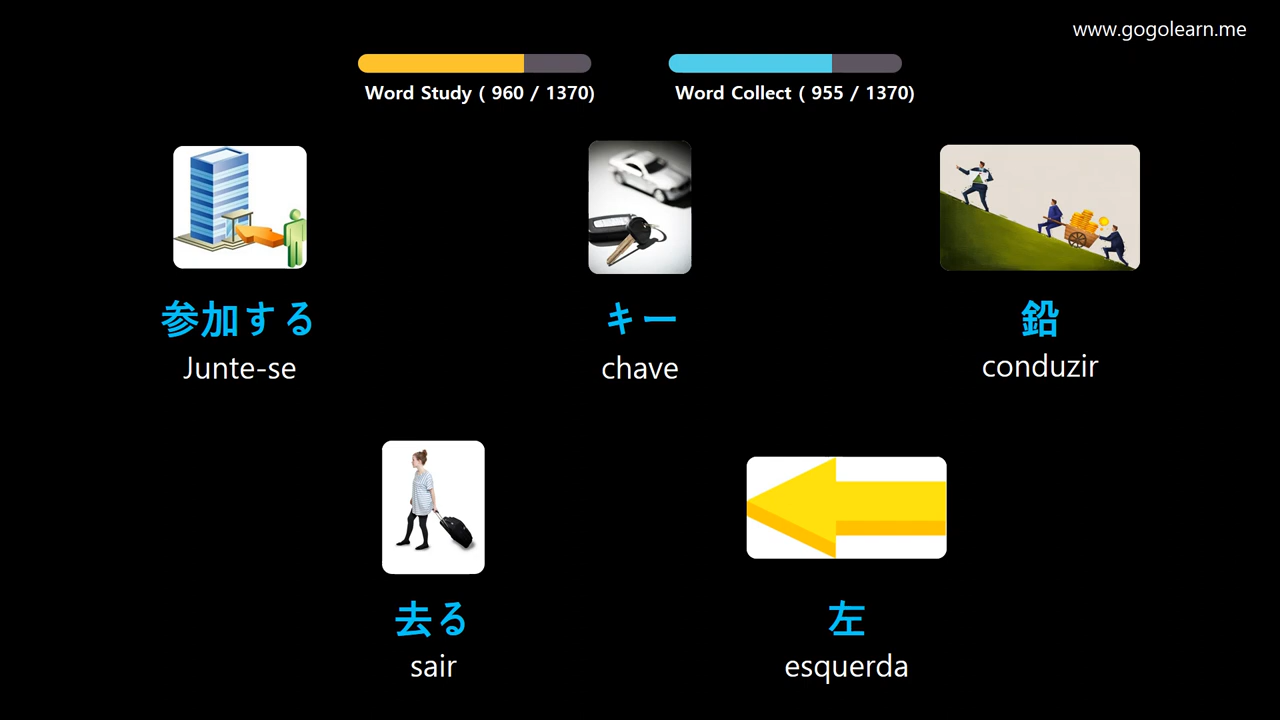 www.gogolearn.me
Word Study ( 960 / 1370)
Word Collect ( 955 / 1370)
参加する
Junte-se
キー
chave
鉛
conduzir
去る
sair
左
esquerda